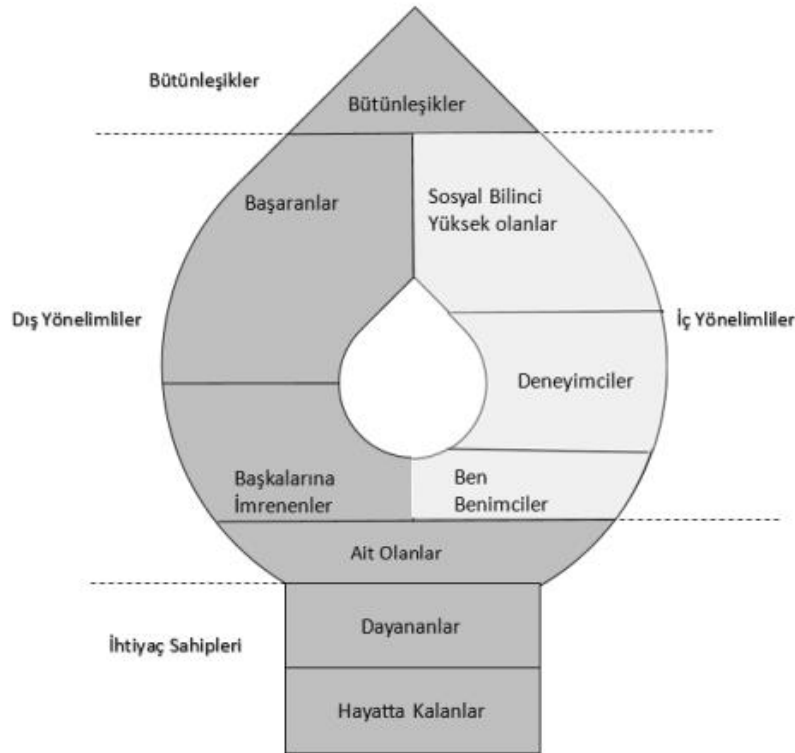 Bütünleşikler
Bütünleşikler
Başaranlar
Sosyal Bilinci
Yüksek olanlar
Dış Yönelimliler
İç Yönelimliler
Deneyimciler
Başkalarına
İmrenenler
Ben
Benimciler
Ait Olanlar
Dayananlar
İhtiyaç Sahipleri
Hayatta Kalanlar